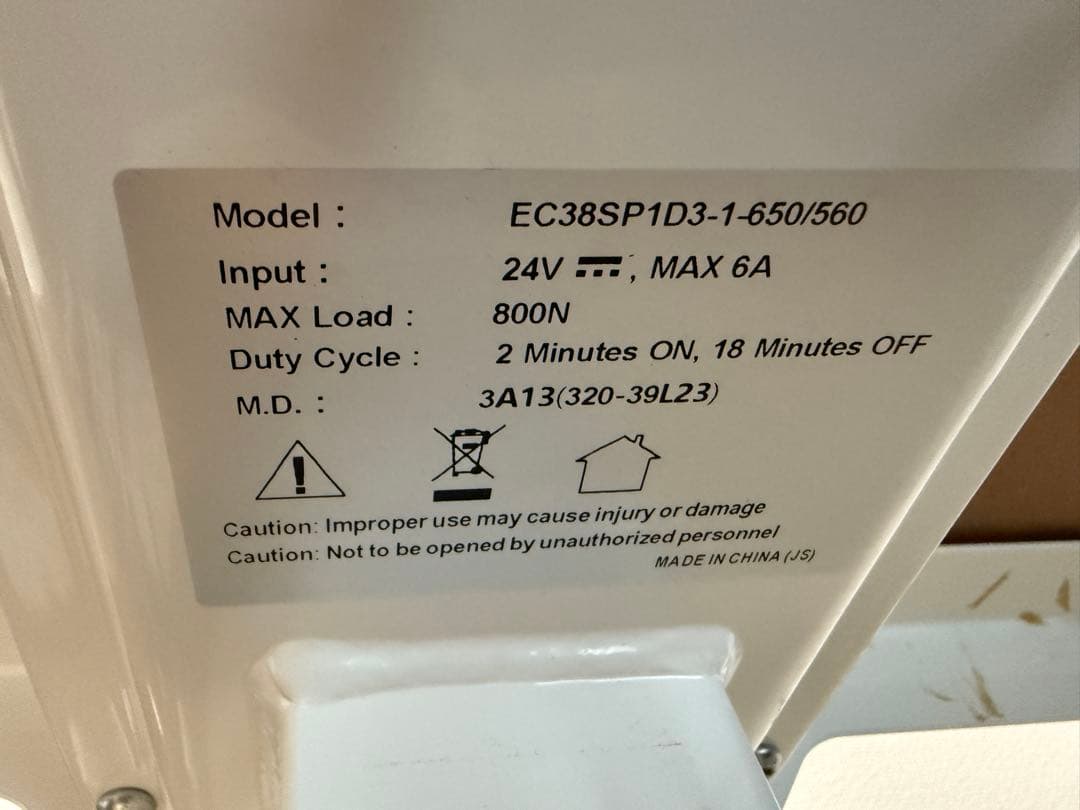 Model : EC38SP1D3-1-650/560
Input : 24V ⎓, MAX 6A
MAX Load : 800N
Duty Cycle : 2 Minutes ON, 18 Minutes OFF
M.D. : 3A13(320-39L23)
Caution: Improper use may cause injury or damage
Caution: Not to be opened by unauthorized personnel
MADE IN CHINA (JS)